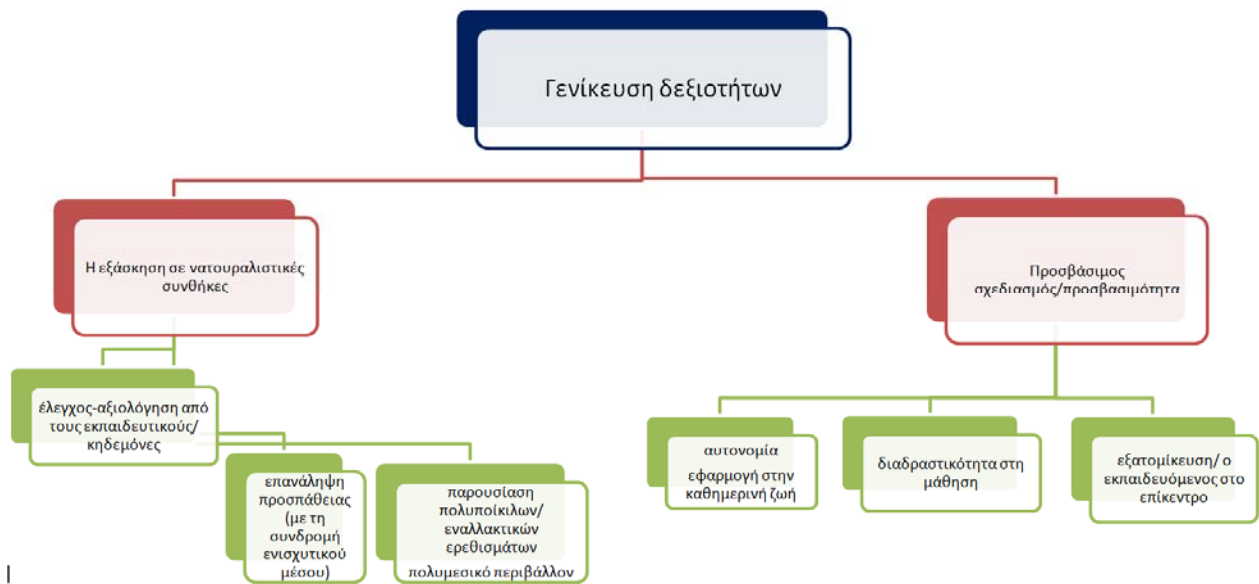 Γενίκευση δεξιοτήτων
Η εξάσκηση σε νατουραλιστικές
συνθήκες
Προσβάσιμος
σχεδιασμός/προσβασιμότητα
έλεγχος-αξιολόγηση από
τους εκπαιδευτικούς/
κηδεμόνες
επανάληψη
προσπάθειας
(με τη
συνδρομή
ενισχυτικού
μέσου)
παρουσίαση
πολυποίκιλων/
εναλλακτικών
ερεθισμάτων
πολυμεσικό περιβάλλον
αυτονομία
εφαρμογή στην
καθημερινή ζωή
διαδραστικότητα στη
μάθηση
εξατομίκευση/ ο
εκπαιδευόμενος στο
επίκεντρο